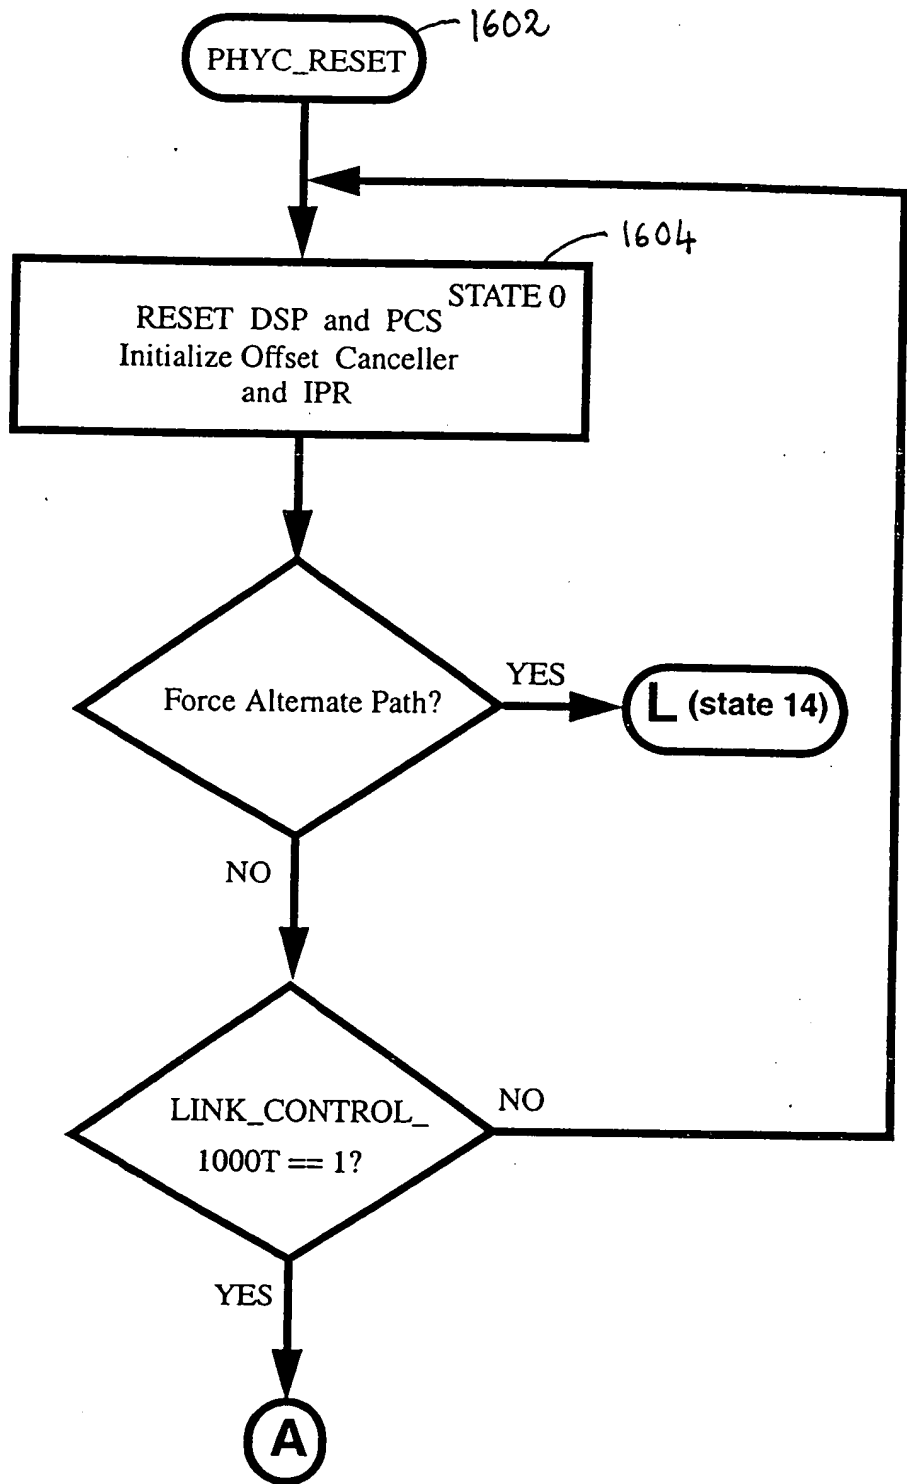 1602
PHYC_RESET
1604
STATE 0
RESET DSP and PCS
Initialize Offset Canceller
and IPR
Force Alternate Path?
YES
L (state 14)
NO
LINK_CONTROL_
1000T == 1?
NO
YES
A